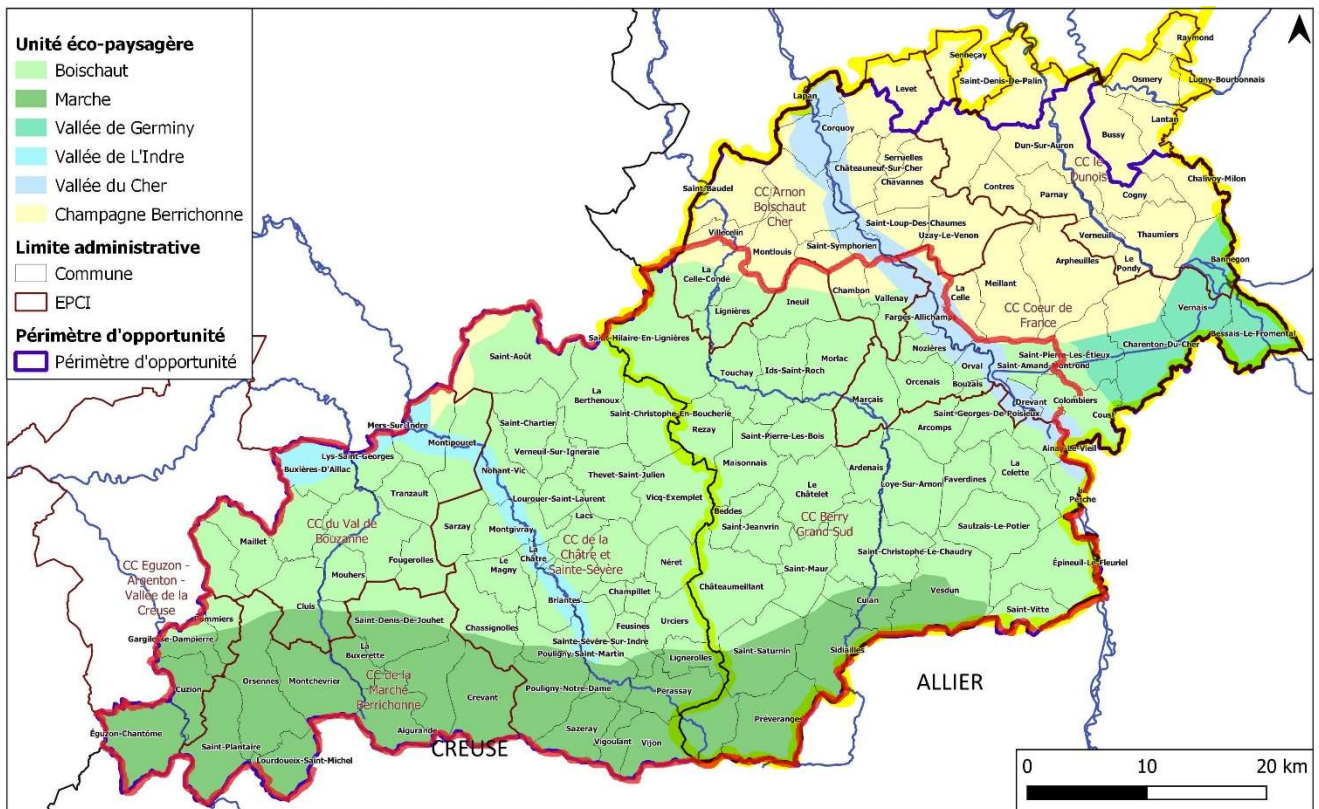 Unité éco-paysagère
Boischaut
Marche
Vallée de Germiny
Vallée de L'Indre
Vallée du Cher
Champagne Berrichonne
Limite administrative
Commune
EPCI
Périmètre d'opportunité
Périmètre d'opportunité
Raymond
Senneçay
Saint-Denis-De-Palin
Osmery
Lugny-Bourbonnais
Levet
Lapan
Lantan
Corquoy
Bussy
Dun-Sur-Auron
Serruelles
Châteauneuf-Sur-Cher
Chavannes
CC le
Dunois
Chalivoy-Milon
Saint-Baudel
CC Arnon
Boischaut
Cher
Contres
Parnay
Cogny
Saint-Loup-Des-Chaumes
Uzay-Le-Venon
Villecelin
Montlouis
Saint-Symphorien
Verneuil
Thaumiers
Arpheuilles
Le
Pondy
Bannegon
La
Celle-Condé
Chambon
Vallenay
La
Celle
Meillant
CC Coeur de
France
Vernais
Lignières
Ineuil
Farges-Allichamps
Bessais-Le-Fromental
Charenton-Du-Cher
Saint-Hilaire-En-Lignières
Nozières
Saint-Pierre-Les-Étieux
Saint-Amand-Montrond
Saint-Août
Morlac
Orval
Touchay
Ids-Saint-Roch
Orcenais
Bouzais
La
Berthenoux
Marçais
Drevant
Colombiers
Coust
Saint-Christophe-En-Boucherie
Saint-Georges-De-Poisieux
Mers-Sur-Indre
Saint-Chartier
Rezay
Arcomps
Montipouret
Saint-Pierre-Les-Bois
Ainay-Le-Vieil
Lys-Saint-Georges
Verneuil-Sur-Igneraie
Buxières-D'Aillac
Nohant-Vic
Maisonnais
Ardenais
La
Celette
Thevet-Saint-Julien
Le
Châtelet
Loye-Sur-Arnon
Faverdines
Tranzault
Lourouer-Saint-Laurent
Vicq-Exemplet
Perche
Lacs
Beddes
Saint-Jeanvrin
CC Berry
Grand Sud
Saulzais-Le-Potier
CC du Val de
Bouzanne
Sarzay
Montgivray
Maillet
La
Châtre
CC de la
Châtre et
Sainte-Sévère
Saint-Christophe-Le-Chaudry
Fougerolles
Le
Magny
Néret
Saint-Maur
Épineuil-Le-Fleuriel
CC Eguzon -
Argenton -
Vallée de la
Creuse
Mouhers
Châteaumeillant
Briantes
Champillet
Vesdun
Culan
Cluis
Saint-Vitte
Pommiers
Saint-Denis-De-Jouhet
Chassignolles
Feusines
Urciers
Gargilesse-Dampierre
Sainte-Sévère-Sur-Indre
Pouligny-Saint-Martin
Saint-Saturnin
Sidiailles
La
Buxerette
Lignerolles
CC de la
Marche
Berrichonne
Orsennes
Montchevrier
Cuzion
Crevant
Pouligny-Notre-Dame
Perassay
ALLIER
Préveranges
Éguzon-Chantôme
Aigurande
Sazeray
Vigoulant
Vijon
CREUSE
Saint-Plantaire
Lourdoueix-Saint-Michel
0 10 20 km